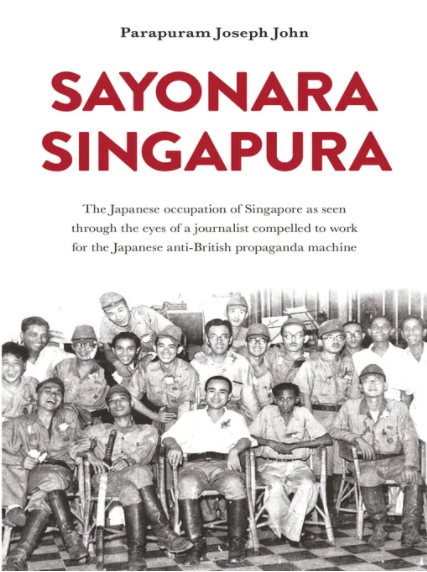 Parapuram Joseph John
SAYONARA
SINGAPURA
The Japanese occupation of Singapore as seen
through the eyes of a journalist compelled to work
for the Japanese anti-British propaganda machine